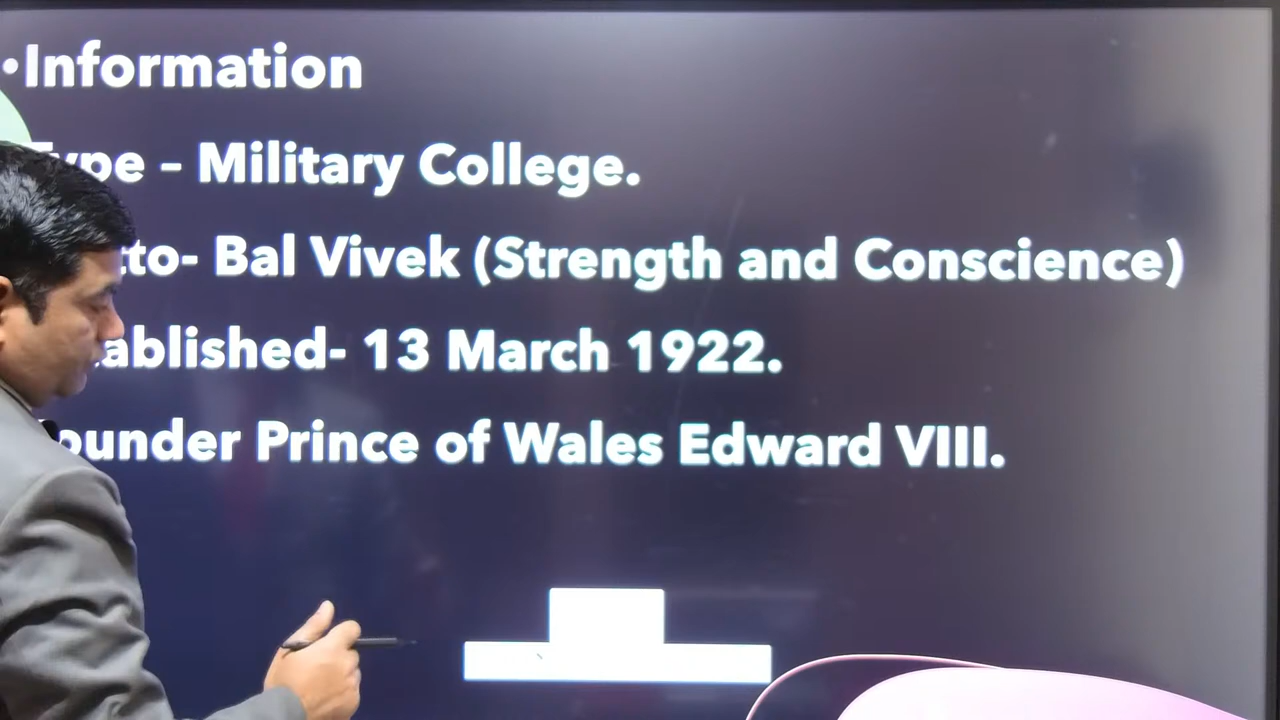 •Information
Type – Military College.
tto- Bal Vivek (Strength and Conscience)
ablished- 13 March 1922.
ounder Prince of Wales Edward VIII.